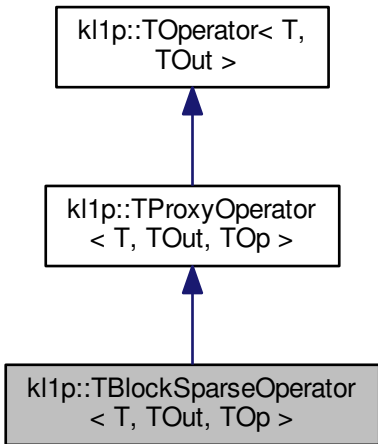 kl1p::TOperator< T,
TOut >
kl1p::TProxyOperator
< T, TOut, TOp >
kl1p::TBlockSparseOperator
< T, TOut, TOp >